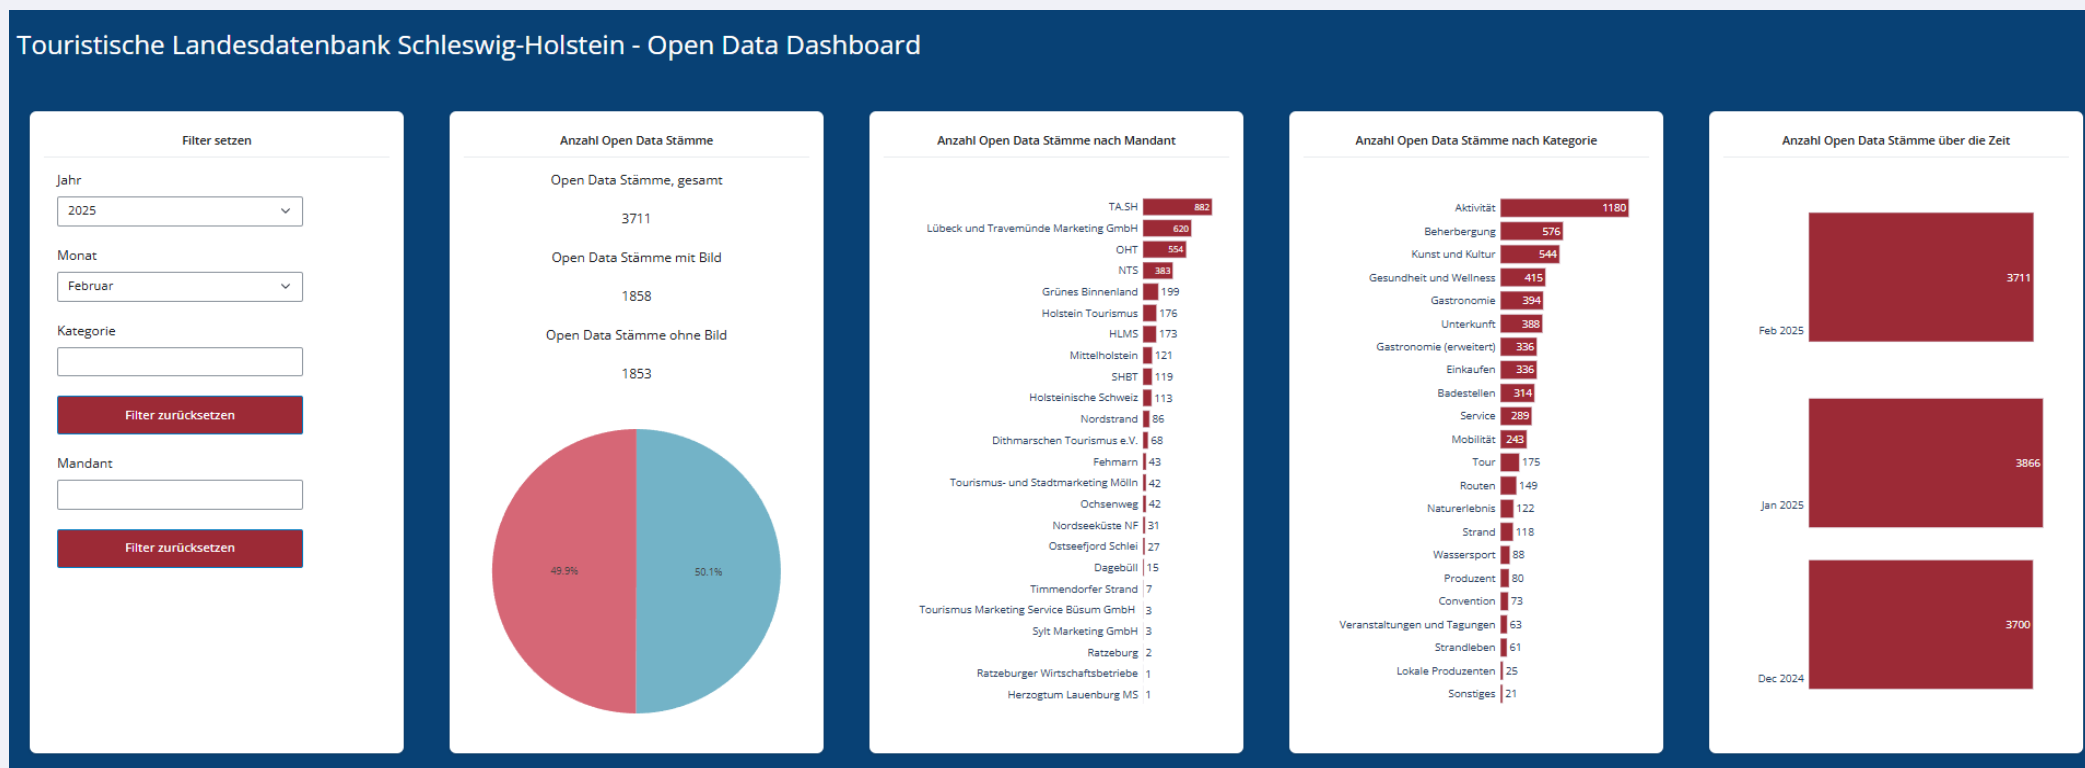 Touristische Landesdatenbank Schleswig-Holstein - Open Data Dashboard
Filter setzen
Jahr
2025
Monat
Februar
Kategorie
Filter zurücksetzen
Mandant
Filter zurücksetzen
Anzahl Open Data Stämme
Open Data Stämme, gesamt
3711
Open Data Stämme mit Bild
1858
Open Data Stämme ohne Bild
1853
49.9% 50.1%
Anzahl Open Data Stämme nach Mandant
TA.SH 882
Lübeck und Travemünde Marketing GmbH 620
OHT 554
NTS 383
Grünes Binnenland 199
Holstein Tourismus 176
HLMS 173
Mittelholstein 121
SHBT 119
Holsteinische Schweiz 113
Nordstrand 86
Dithmarschen Tourismus e.V. 68
Fehmarn 43
Tourismus- und Stadtmarketing Mölln 42
Ochsenweg 42
Nordseeküste NF 31
Ostseefjord Schlei 27
Dagebüll 15
Timmendorfer Strand 7
Tourismus Marketing Service Büsum GmbH 3
Sylt Marketing GmbH 3
Ratzeburg 2
Ratzeburger Wirtschaftsbetriebe 1
Herzogtum Lauenburg MS 1
Anzahl Open Data Stämme nach Kategorie
Aktivität 1180
Beherbergung 576
Kunst und Kultur 544
Gesundheit und Wellness 415
Gastronomie 394
Unterkunft 388
Gastronomie (erweitert) 336
Einkaufen 336
Badestellen 314
Service 289
Mobilität 243
Tour 175
Routen 149
Naturerlebnis 122
Strand 118
Wassersport 88
Produzent 80
Convention 73
Veranstaltungen und Tagungen 63
Strandleben 61
Lokale Produzenten 25
Sonstiges 21
Anzahl Open Data Stämme über die Zeit
3711
Feb 2025
3866
Jan 2025
3700
Dec 2024